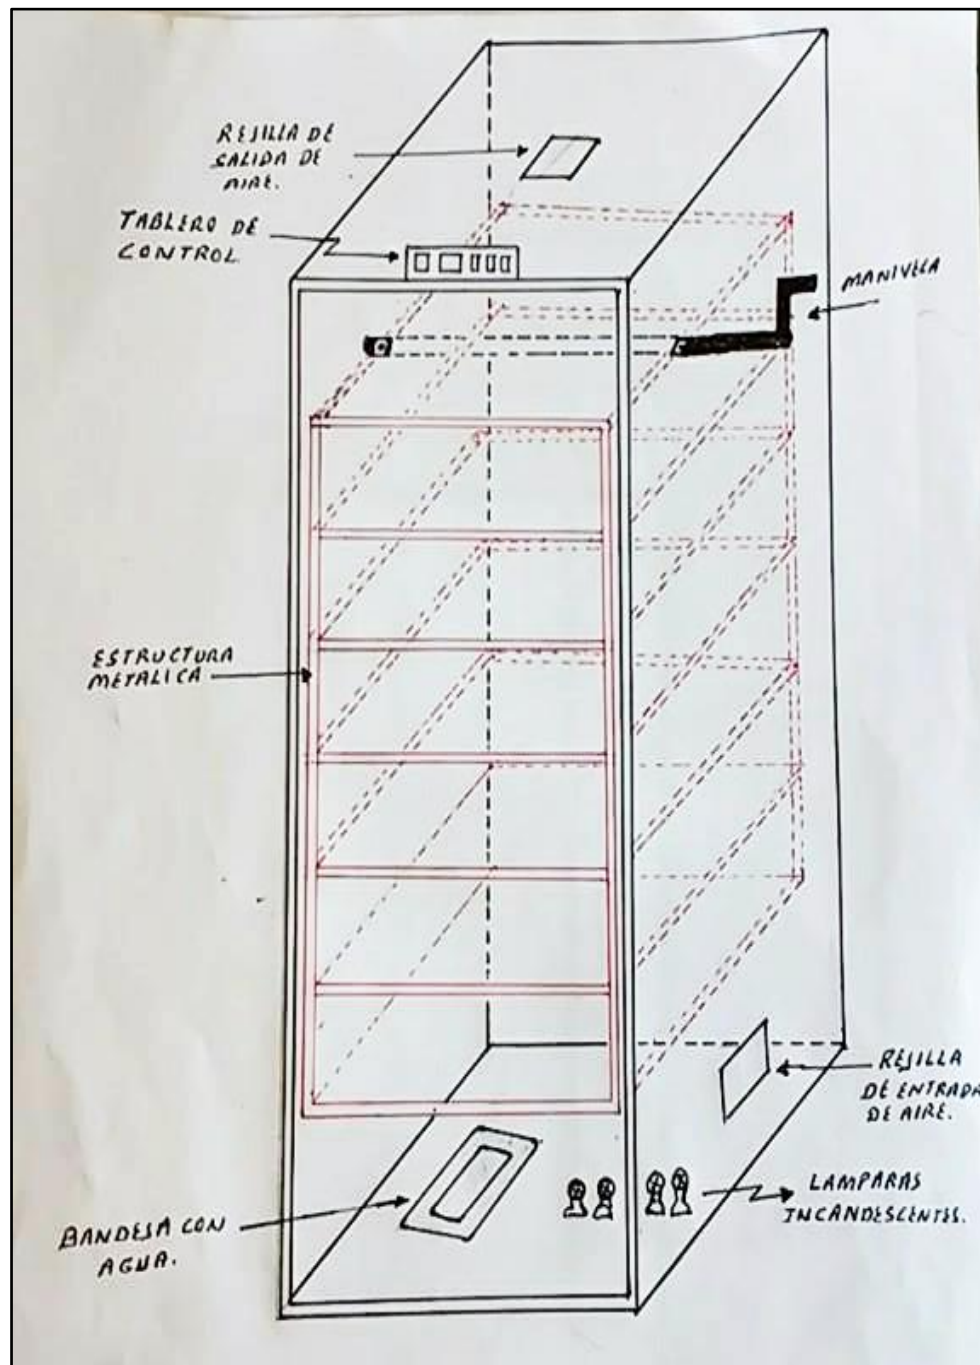 REJILLA DE
SALIDA DE
AIRE.
TABLERO DE
CONTROL
MANIVELA
ESTRUCTURA
METALICA
REJILLA
DE ENTRADA
DE AIRE.
LAMPARAS
INCANDESCENTES.
BANDEJA CON
AGUA.